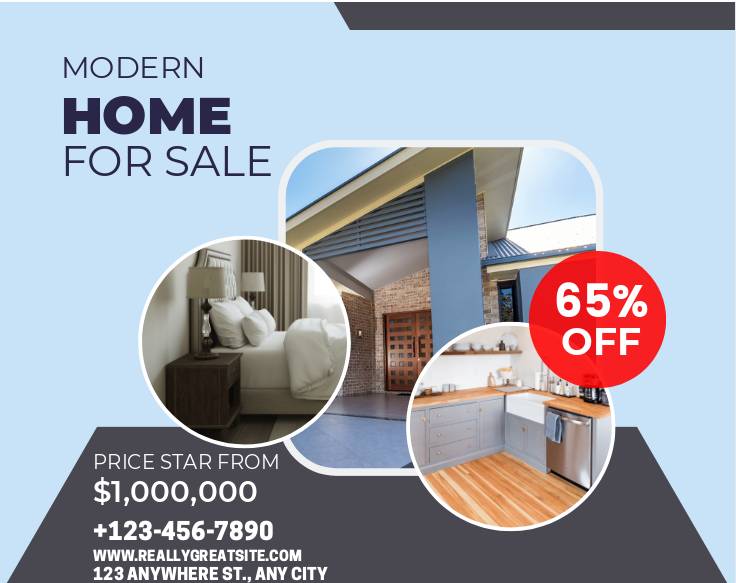 MODERN
HOME
FOR SALE
65%
OFF
PRICE STAR FROM
$1,000,000
+123-456-7890
WWW.REALLYGREATSITE.COM
123 ANYWHERE ST., ANY CITY